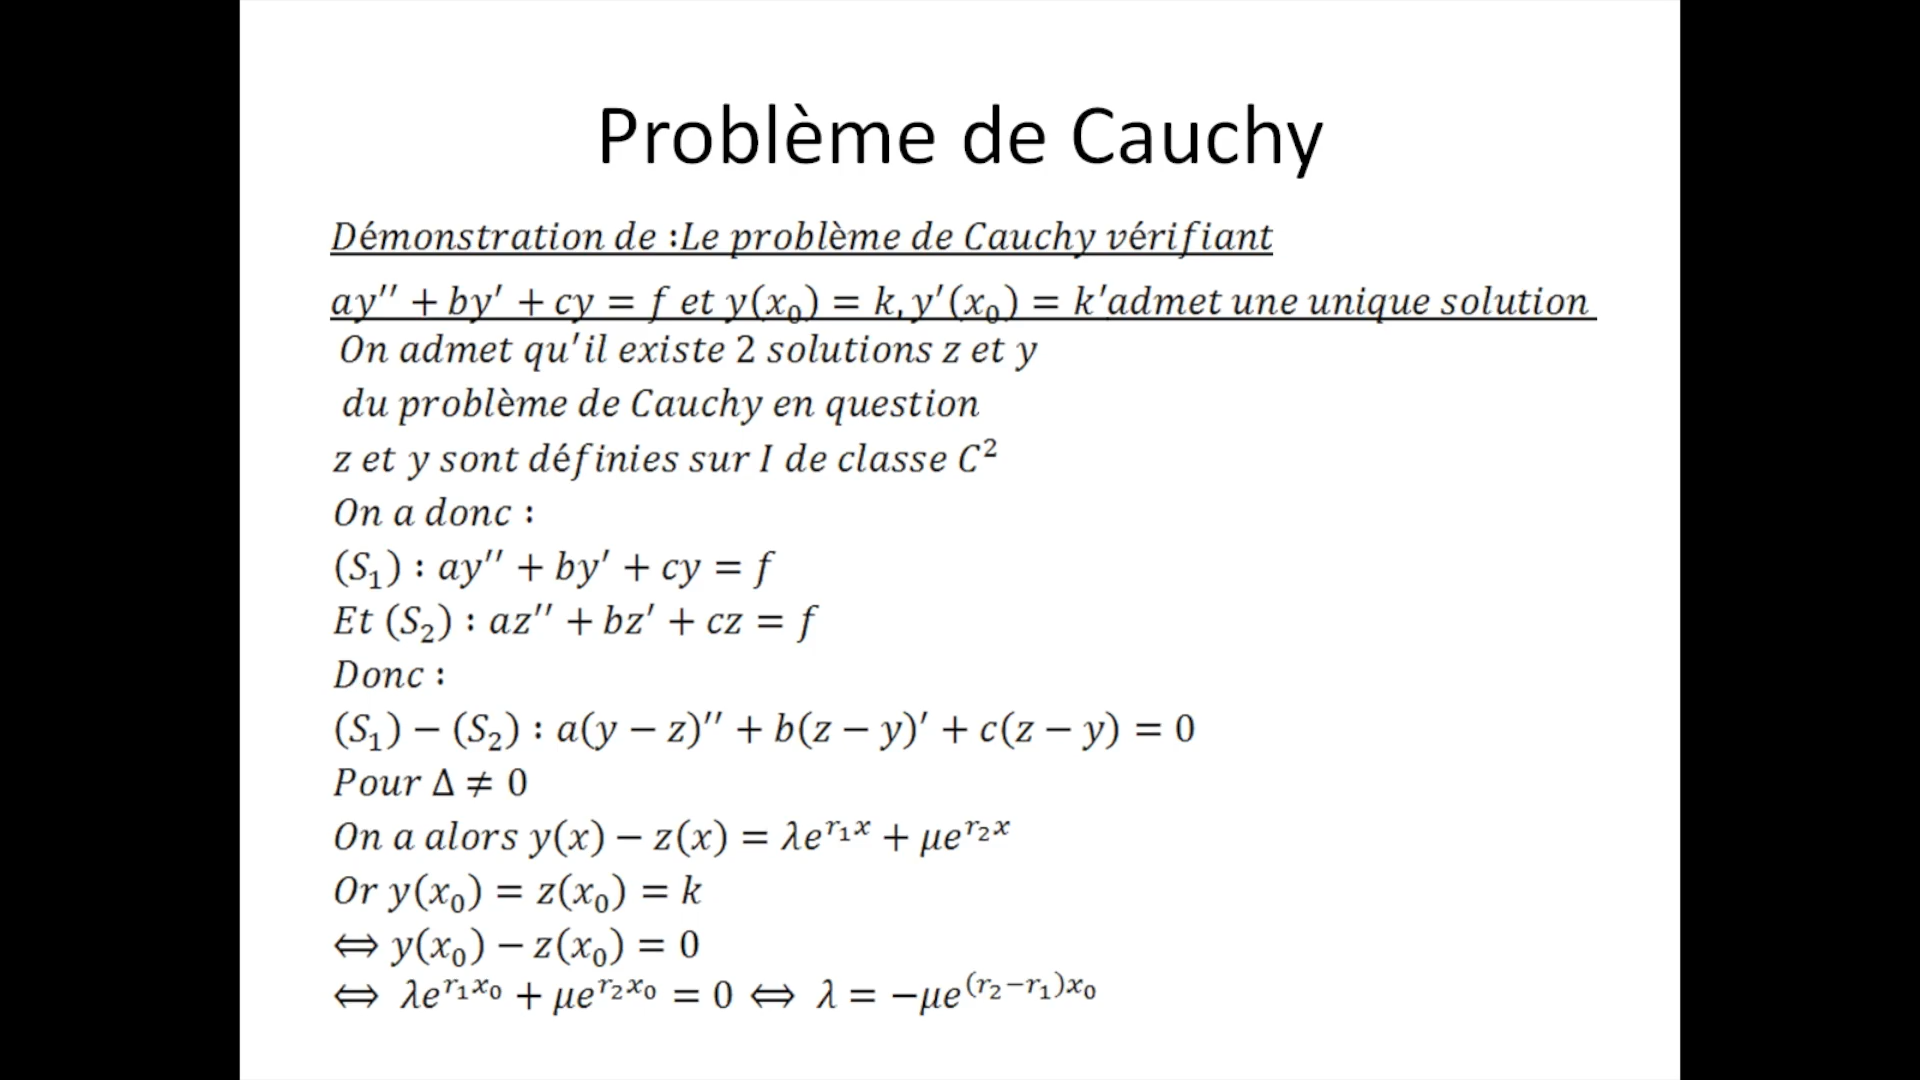 Problème de Cauchy
Démonstration de :Le problème de Cauchy vérifiant
ay′′ + by′ + cy = f et y(x₀) = k, y′(x₀) = k'admet une unique solution
On admet qu′il existe 2 solutions z et y
du problème de Cauchy en question
z et y sont définies sur I de classe C²
On a donc :
(S₁) : ay′′ + by′ + cy = f
Et (S₂) : az′′ + bz′ + cz = f
Donc :
(S₁) − (S₂) : a(y − z)′′ + b(z − y)′ + c(z − y) = 0
Pour Δ ≠ 0
On a alors y(x) − z(x) = λe^{r₁x} + μe^{r₂x}
Or y(x₀) = z(x₀) = k
⟺ y(x₀) − z(x₀) = 0
⟺ λe^{r₁x₀} + μe^{r₂x₀} = 0 ⟺ λ = −μe^{(r₂−r₁)x₀}